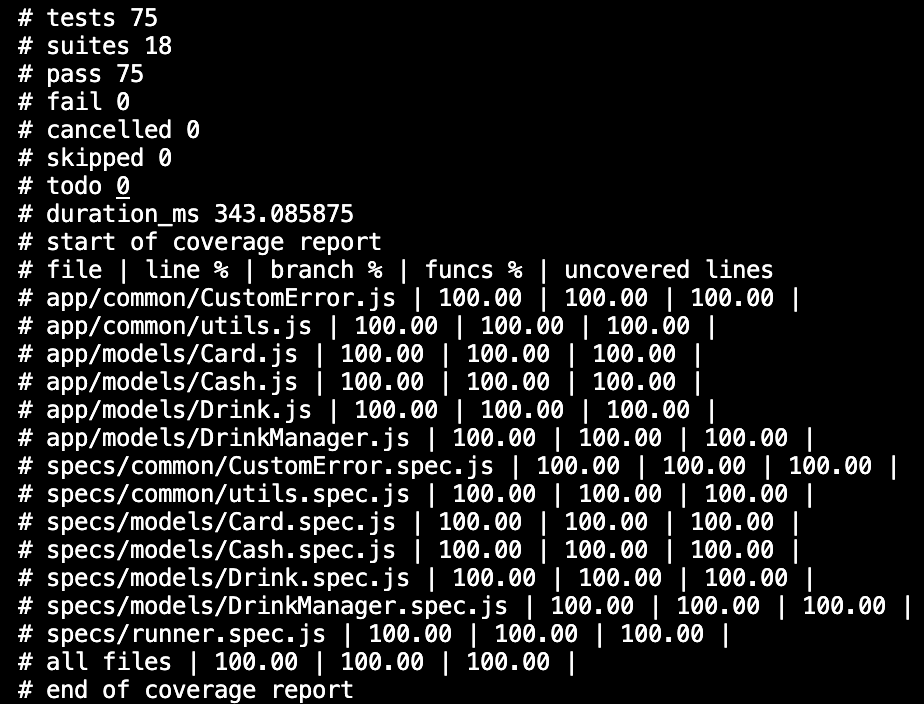 # tests 75
# suites 18
# pass 75
# fail 0
# cancelled 0
# skipped 0
# todo 0
# duration_ms 343.085875
# start of coverage report
# file | line % | branch % | funcs % | uncovered lines
# app/common/CustomError.js | 100.00 | 100.00 | 100.00 |
# app/common/utils.js | 100.00 | 100.00 | 100.00 |
# app/models/Card.js | 100.00 | 100.00 | 100.00 |
# app/models/Cash.js | 100.00 | 100.00 | 100.00 |
# app/models/Drink.js | 100.00 | 100.00 | 100.00 |
# app/models/DrinkManager.js | 100.00 | 100.00 | 100.00 |
# specs/common/CustomError.spec.js | 100.00 | 100.00 | 100.00 |
# specs/common/utils.spec.js | 100.00 | 100.00 | 100.00 |
# specs/models/Card.spec.js | 100.00 | 100.00 | 100.00 |
# specs/models/Cash.spec.js | 100.00 | 100.00 | 100.00 |
# specs/models/Drink.spec.js | 100.00 | 100.00 | 100.00 |
# specs/models/DrinkManager.spec.js | 100.00 | 100.00 | 100.00 |
# specs/runner.spec.js | 100.00 | 100.00 | 100.00 |
# all files | 100.00 | 100.00 | 100.00 |
# end of coverage report